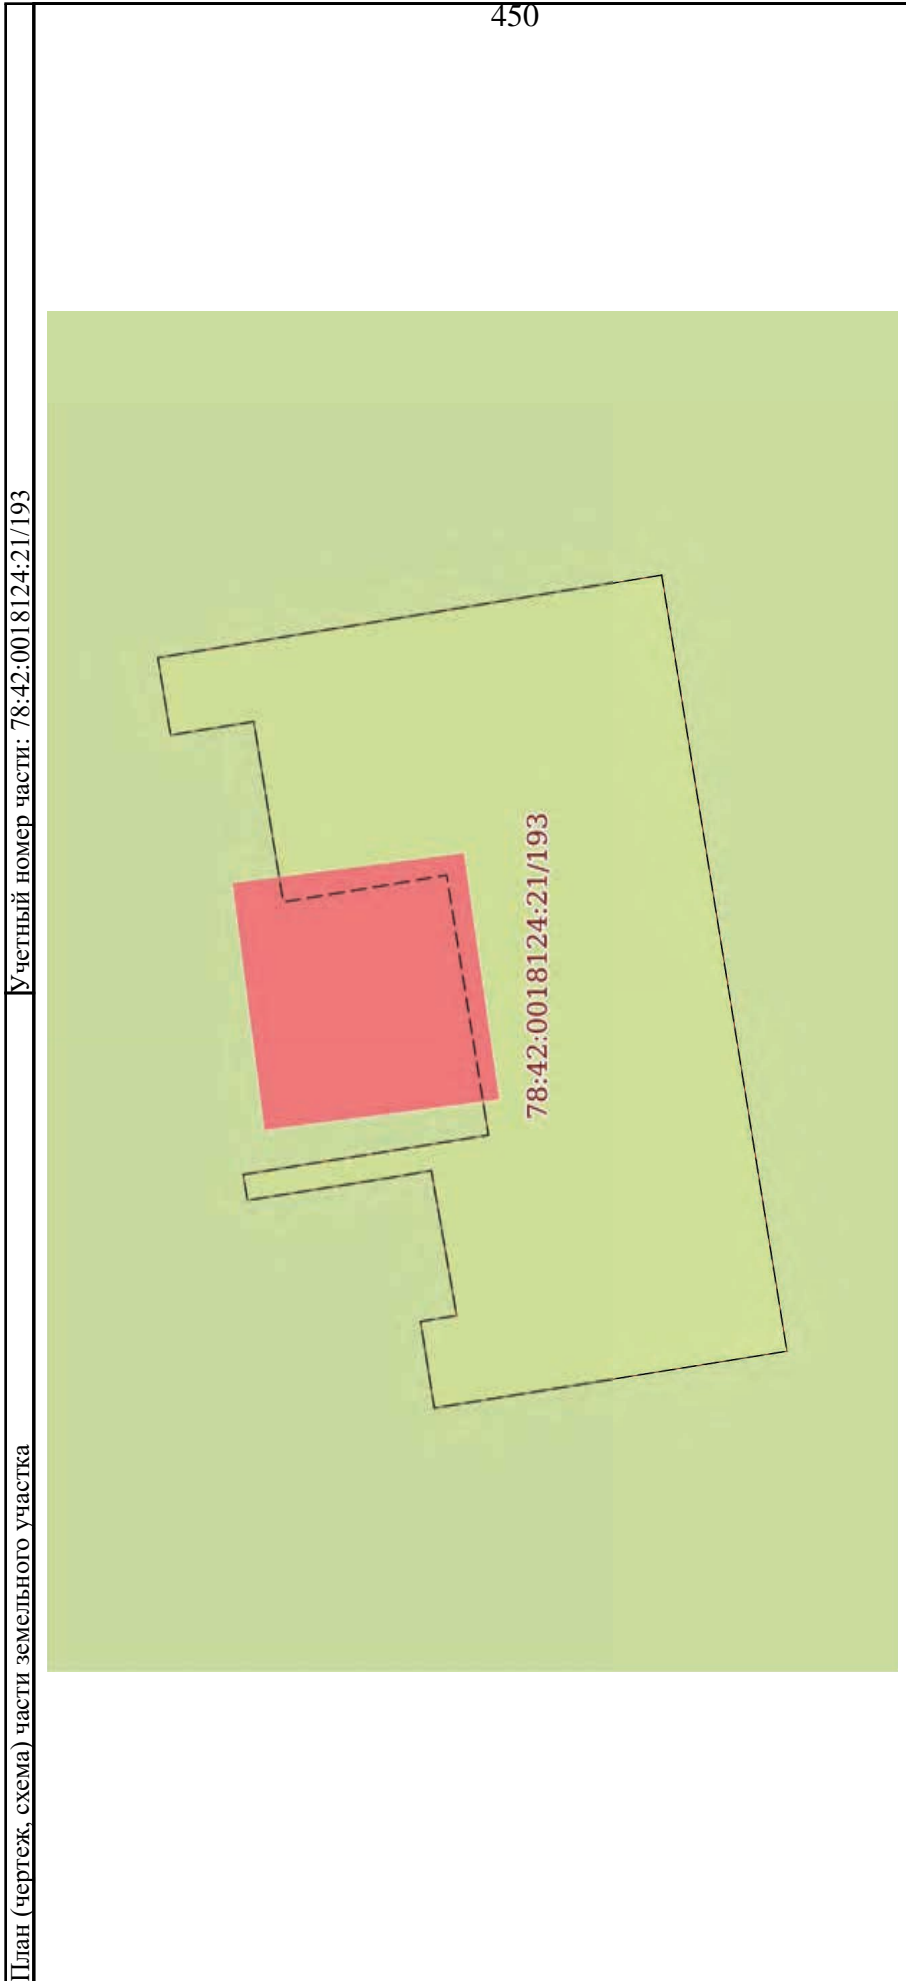 450
План (чертеж, схема) части земельного участка
Учетный номер части: 78:42:0018124:21/193
78:42:0018124:21/193